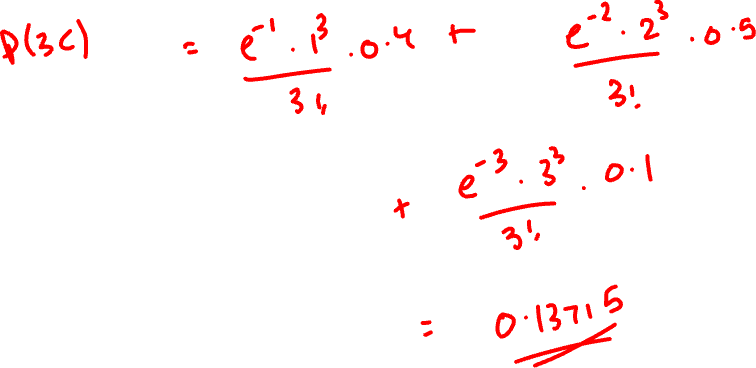 P(3C) = e^-1 · 1^3 / 3! · 0.4 + e^-2 · 2^3 / 3! · 0.5
+ e^-3 · 3^3 / 3! · 0.1
= 0.13715